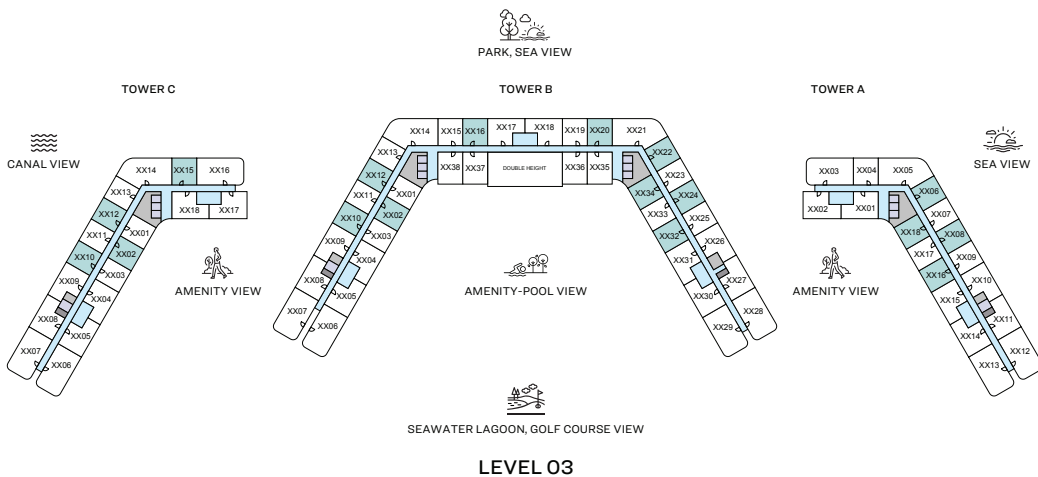 PARK, SEA VIEW
TOWER C
TOWER B
TOWER A
CANAL VIEW
SEA VIEW
XX14
XX15
XX16
XX13
XX12
XX11
XX10
XX09
XX08
XX07
XX18
XX17
XX01
XX02
XX03
XX04
XX05
XX06
AMENITY VIEW
XX14
XX15
XX16
XX17
XX18
XX19
XX20
XX21
XX13
XX12
XX11
XX10
XX09
XX08
XX07
XX38
XX37
DOUBLE HEIGHT
XX36
XX35
XX01
XX02
XX03
XX04
XX05
XX06
XX22
XX23
XX24
XX25
XX26
XX27
XX28
XX34
XX33
XX32
XX31
XX30
XX29
AMENITY-POOL VIEW
XX03
XX04
XX05
XX02
XX01
XX06
XX07
XX08
XX09
XX10
XX11
XX12
XX18
XX17
XX16
XX15
XX14
XX13
AMENITY VIEW
SEAWATER LAGOON, GOLF COURSE VIEW
LEVEL 03